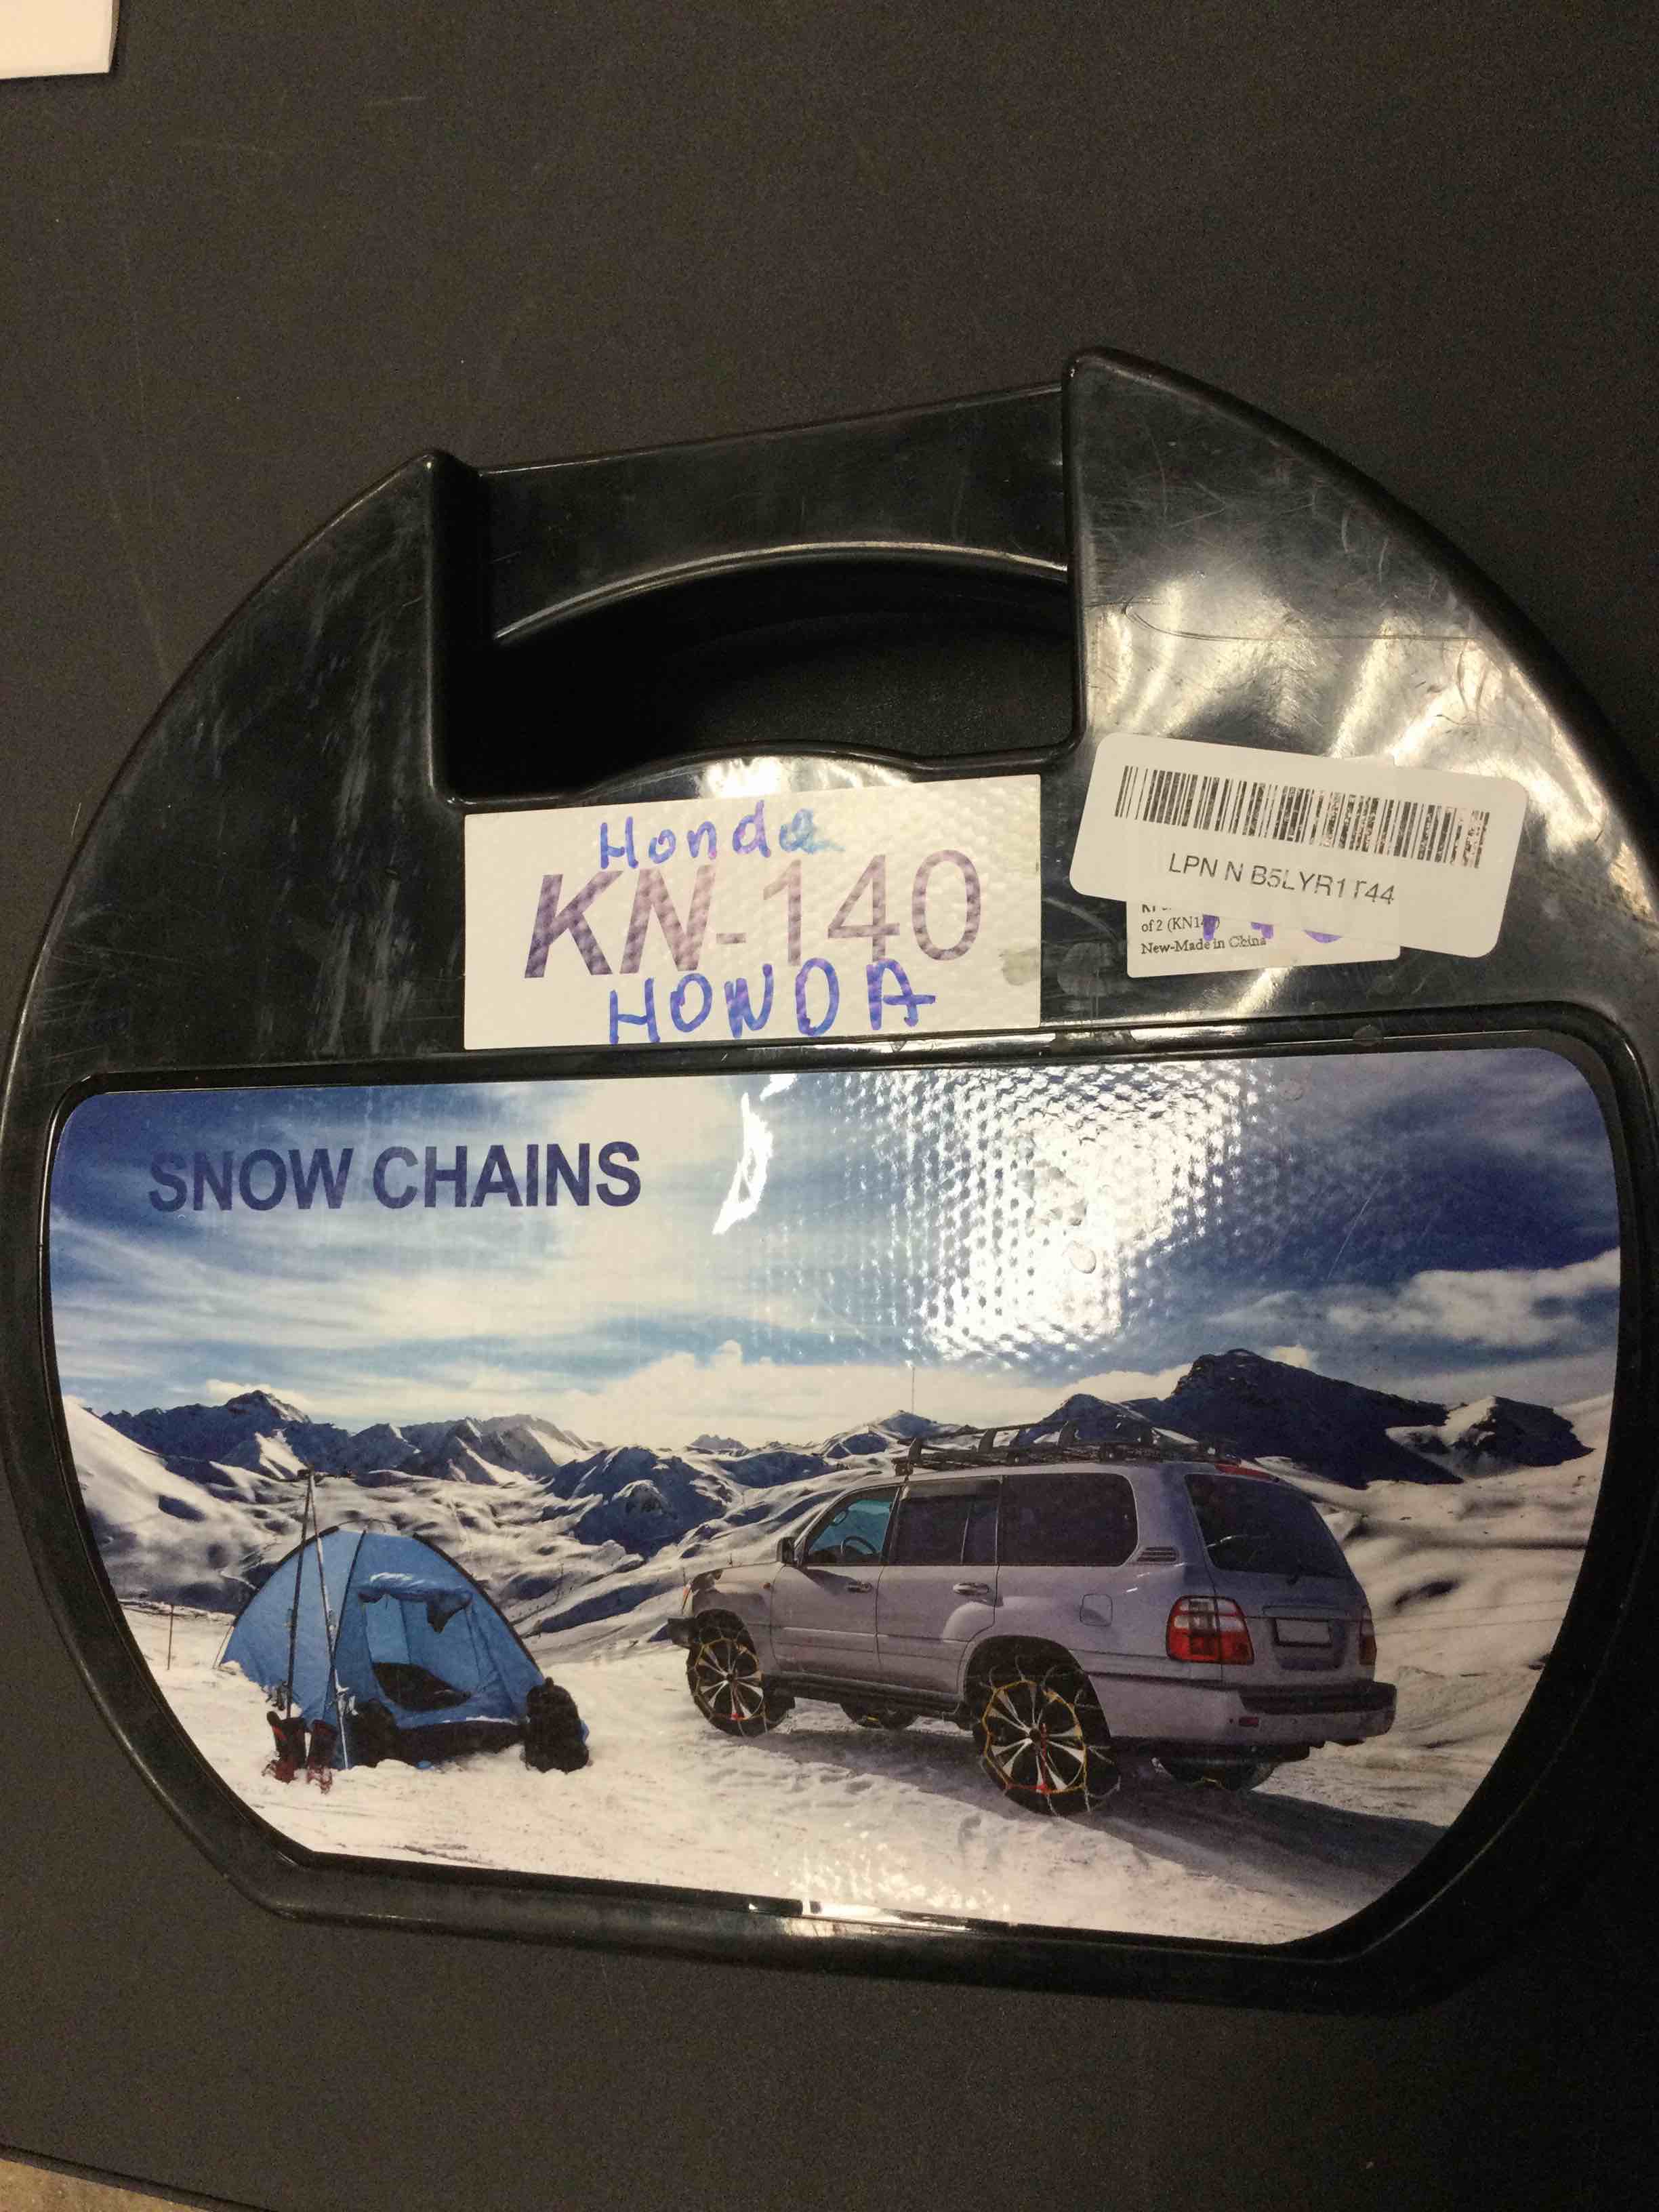 Honda
KN-140
HONDA
LPN N B5LYR1T44
of 2 (KN14
New-Made in China
SNOW CHAINS